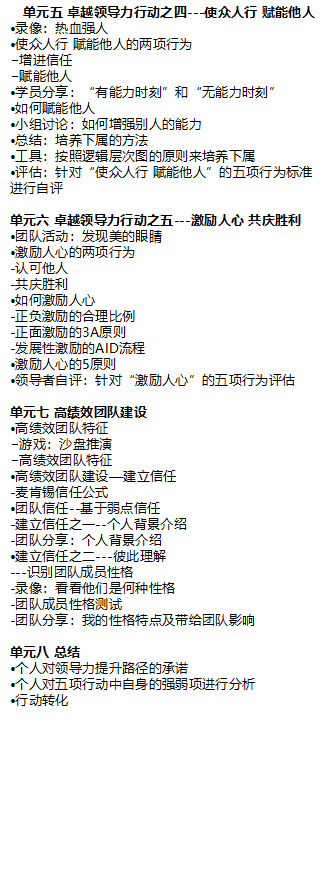 单元五 卓越领导力行动之四---使众人行 赋能他人
•录像：热血强人
•使众人行 赋能他人的两项行为
–增进信任
–赋能他人
•学员分享：“有能力时刻”和“无能力时刻”
•如何赋能他人
•小组讨论：如何增强别人的能力
•总结：培养下属的方法
•工具：按照逻辑层次图的原则来培养下属
•评估：针对“使众人行 赋能他人”的五项行为标准
进行自评
单元六 卓越领导力行动之五---激励人心 共庆胜利
•团队活动：发现美的眼睛
•激励人心的两项行为
-认可他人
-共庆胜利
•如何激励人心
-正负激励的合理比例
-正面激励的3A原则
-发展性激励的AID流程
•激励人心的5原则
•领导者自评：针对“激励人心”的五项行为评估
单元七 高绩效团队建设
•高绩效团队特征
–游戏：沙盘推演
–高绩效团队特征
•高绩效团队建设—建立信任
-麦肯锡信任公式
•团队信任--基于弱点信任
-建立信任之一--个人背景介绍
-团队分享：个人背景介绍
•建立信任之二---彼此理解
---识别团队成员性格
-录像：看看他们是何种性格
-团队成员性格测试
-团队分享：我的性格特点及带给团队影响
单元八 总结
•个人对领导力提升路径的承诺
•个人对五项行动中自身的强弱项进行分析
•行动转化